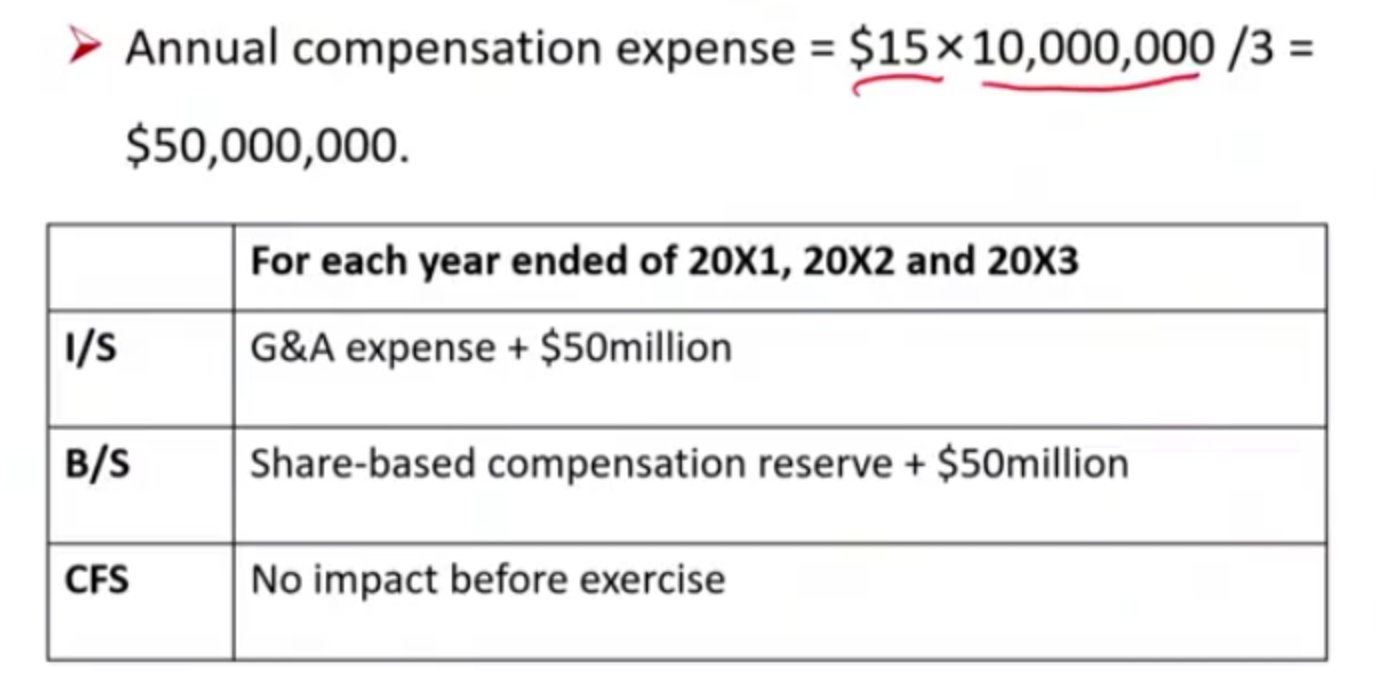 ➤ Annual compensation expense = $15×10,000,000 /3 =
$50,000,000.
For each year ended of 20X1, 20X2 and 20X3
I/S G&A expense + $50million
B/S Share-based compensation reserve + $50million
CFS No impact before exercise